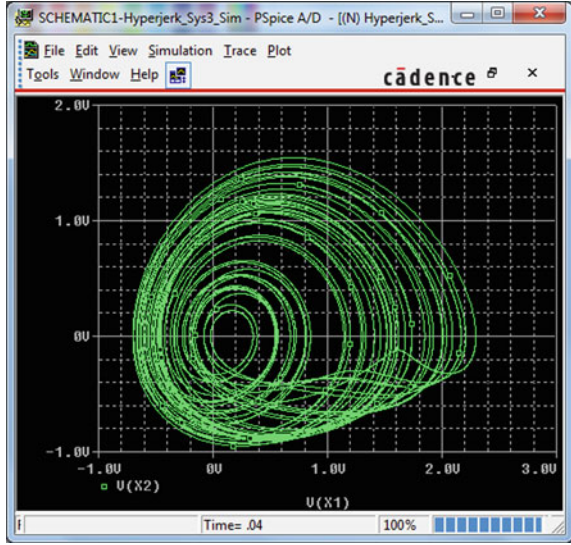 SCHEMATIC1-Hyperjerk_Sys3_Sim - PSpice A/D - [(N) Hyperjerk_S...
File Edit View Simulation Trace Plot
Tools Window Help cādence
2.0V
1.0V
0V
-1.0V
-1.0V 0V 1.0V 2.0V 3.0V
V(X2)
V(X1)
F Time= .04 100%